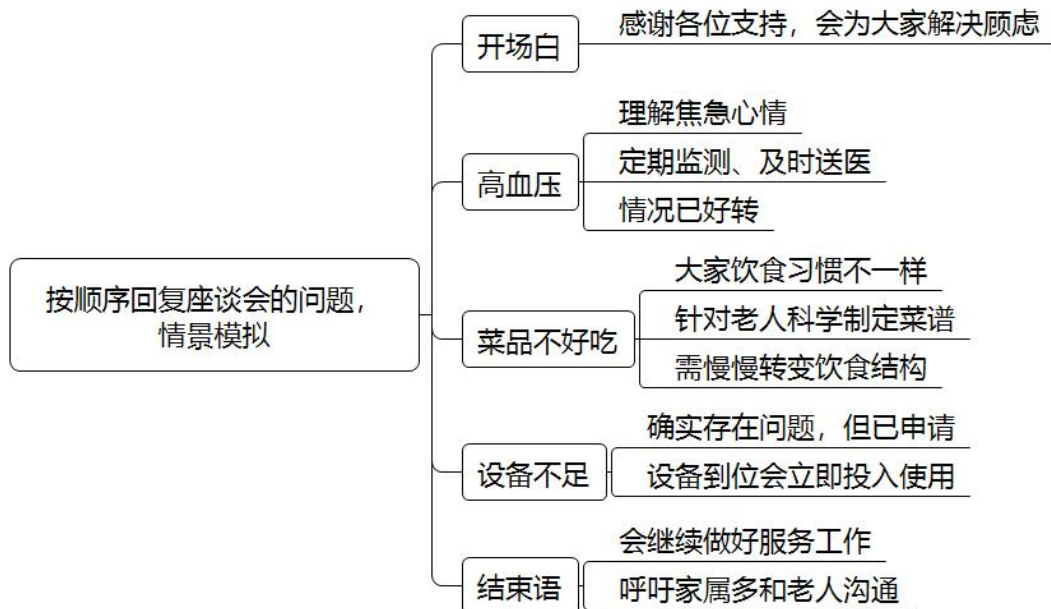 按顺序回复座谈会的问题,
情景模拟
开场白
感谢各位支持，会为大家解决顾虑
高血压
理解焦急心情
定期监测、及时送医
情况已好转
菜品不好吃
大家饮食习惯不一样
针对老人科学制定菜谱
需慢慢转变饮食结构
设备不足
确实存在问题，但已申请
设备到位会立即投入使用
结束语
会继续做好服务工作
呼吁家属多和老人沟通